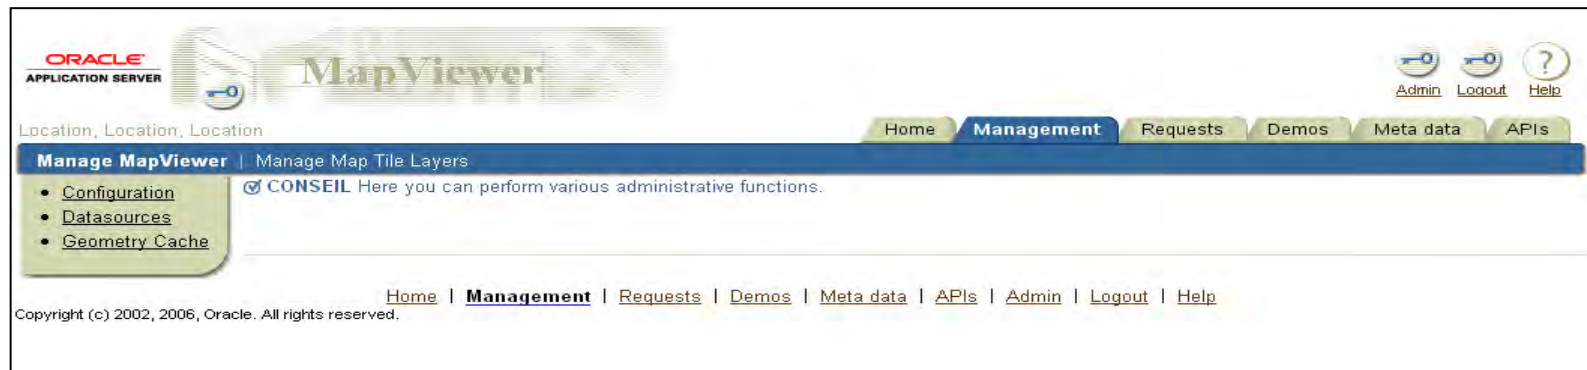 ORACLE
APPLICATION SERVER
MapViewer
Admin Logout Help
Location, Location, Location
Home Management Requests Demos Meta data APIs
Manage MapViewer | Manage Map Tile Layers
• Configuration
• Datasources
• Geometry Cache
CONSEIL Here you can perform various administrative functions.
Home | Management | Requests | Demos | Meta data | APIs | Admin | Logout | Help
Copyright (c) 2002, 2006, Oracle. All rights reserved.